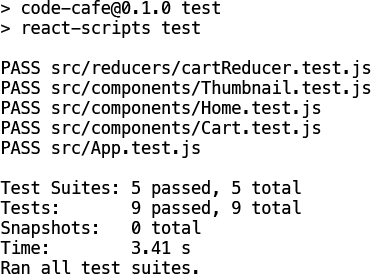 > code-cafe@0.1.0 test
> react-scripts test
PASS src/reducers/cartReducer.test.js
PASS src/components/Thumbnail.test.js
PASS src/components/Home.test.js
PASS src/components/Cart.test.js
PASS src/App.test.js
Test Suites: 5 passed, 5 total
Tests:       9 passed, 9 total
Snapshots:   0 total
Time:        3.41 s
Ran all test suites.